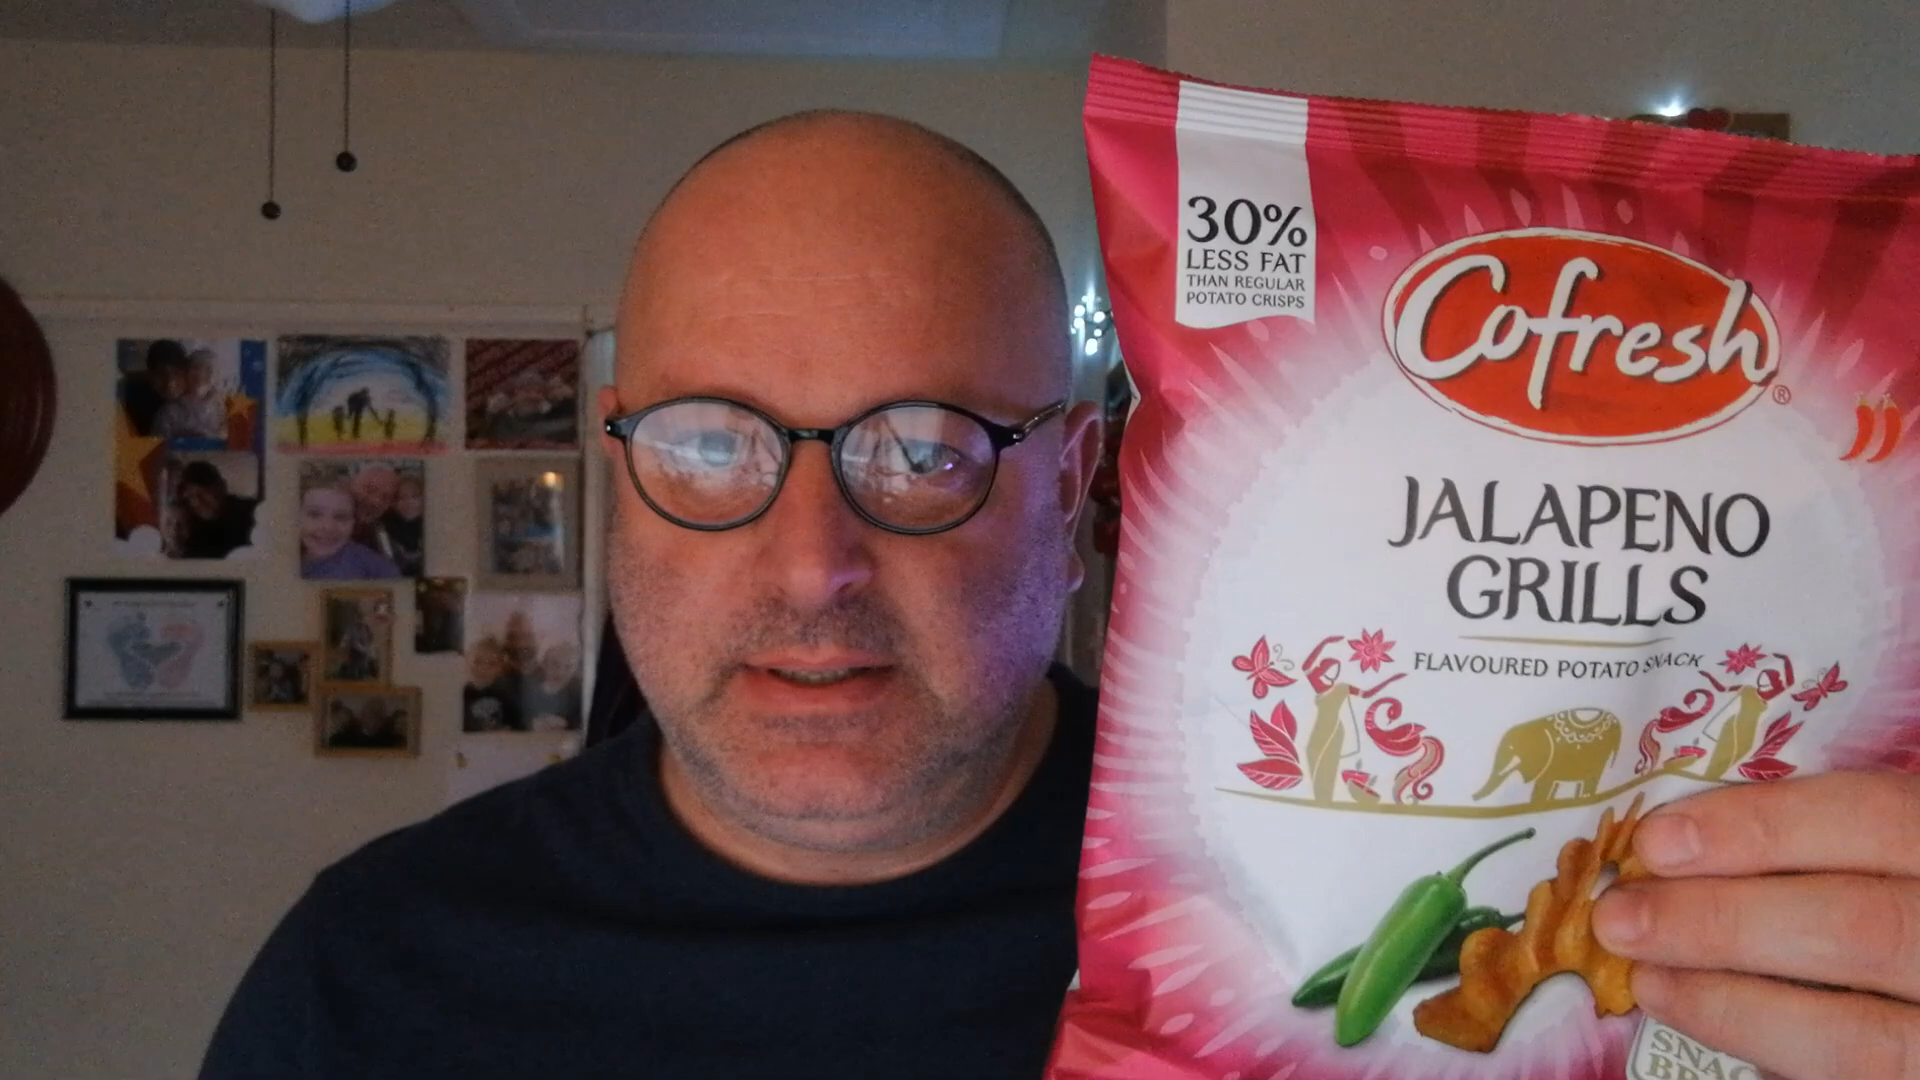 30%
LESS FAT
THAN REGULAR
POTATO CRISPS
Cofresh®
JALAPENO
GRILLS
FLAVOURED POTATO SNACK